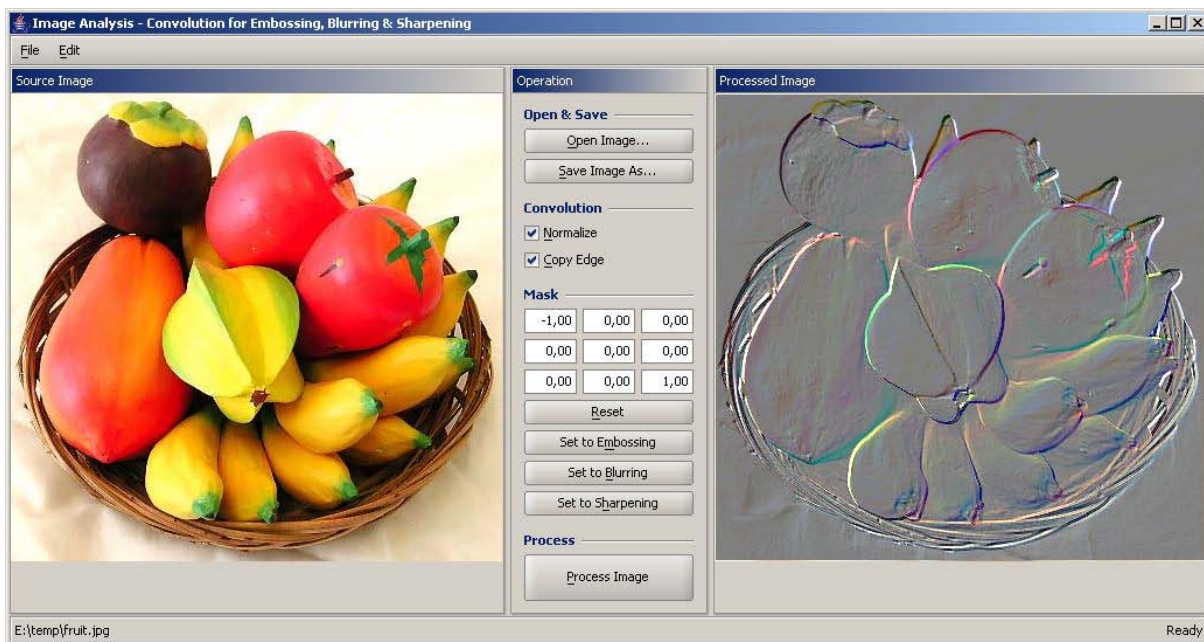 Image Analysis - Convolution for Embossing, Blurring & Sharpening
File Edit
Source Image
Operation
Open & Save
Open Image...
Save Image As...
Convolution
Normalize
Copy Edge
Mask
-1,00 0,00 0,00
0,00 0,00 0,00
0,00 0,00 1,00
Reset
Set to Embossing
Set to Blurring
Set to Sharpening
Process
Process Image
Processed Image
E:\temp\fruit.jpg
Ready